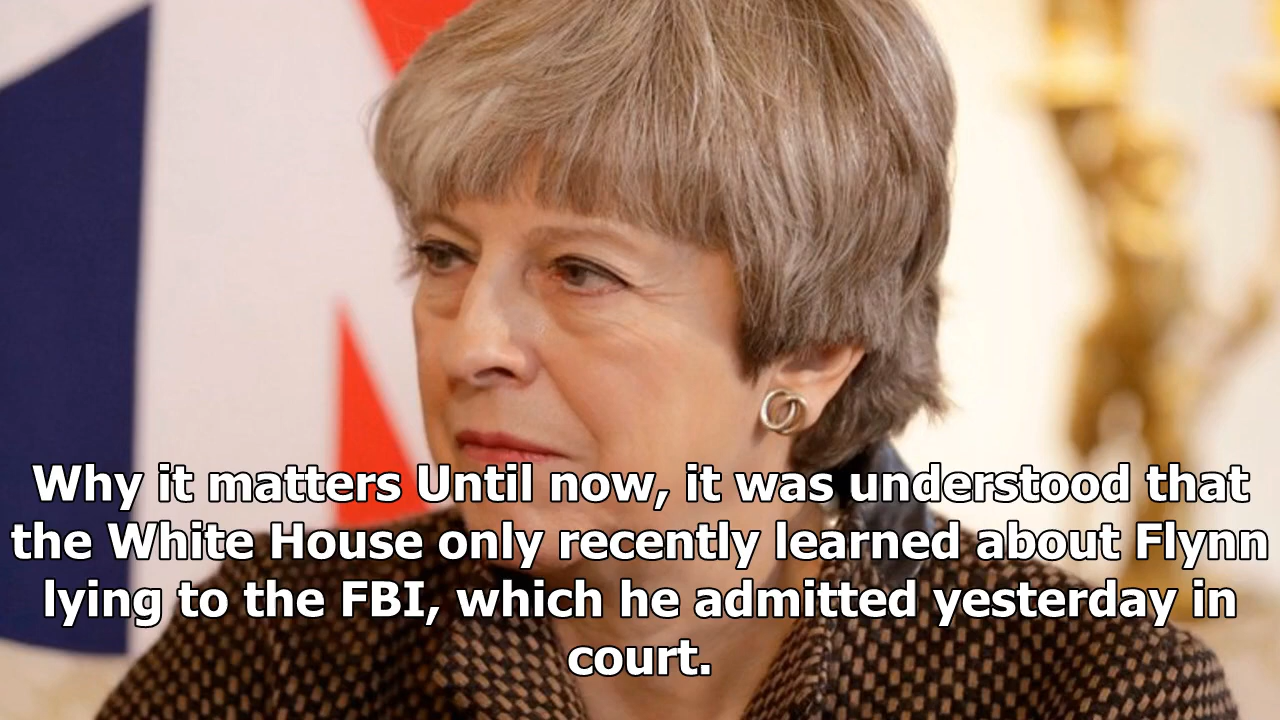 Why it matters Until now, it was understood that
the White House only recently learned about Flynn
lying to the FBI, which he admitted yesterday in
court.